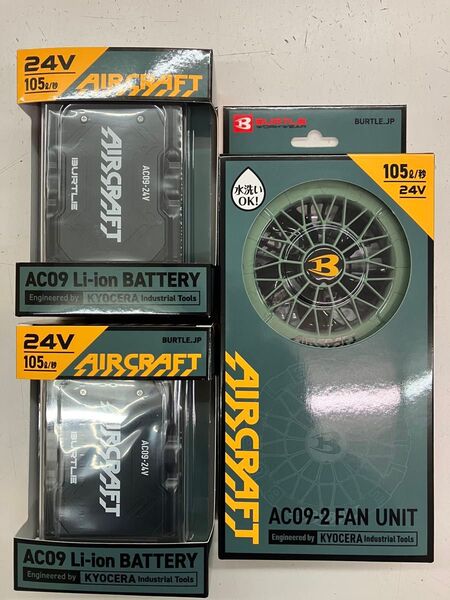 24V
105ℓ/秒
AIRCRAFT
AIRCRAFT
BURTLE
AC09-24V
AC09 Li-ion BATTERY
Engineered by KYOCERA Industrial Tools
24V
105ℓ/秒
BURTLE.JP
AIRCRAFT
AIRCRAFT
BURTLE
AC09-24V
AC09 Li-ion BATTERY
Engineered by KYOCERA Industrial Tools
BURTLE
WORKWEAR
BURTLE.JP
水洗い
OK!
105ℓ/秒
24V
B
AIRCRAFT
AIRCRAFT
AC09-2 FAN UNIT
Engineered by KYOCERA Industrial Tools